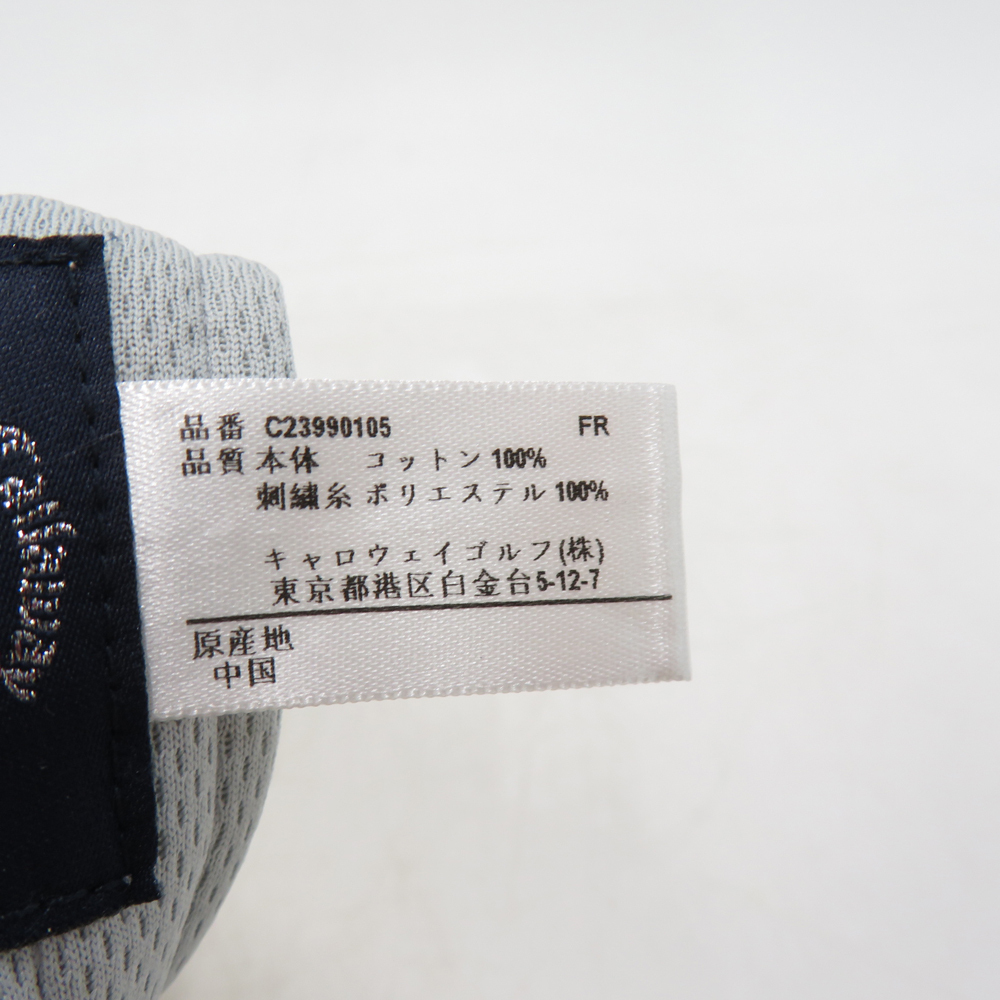 品番 C23990105 FR
品質 本体 コットン 100%
刺繍糸 ポリエステル 100%
キャロウェイゴルフ(株)
東京都港区白金台5-12-7
原産地
中国
Callaway